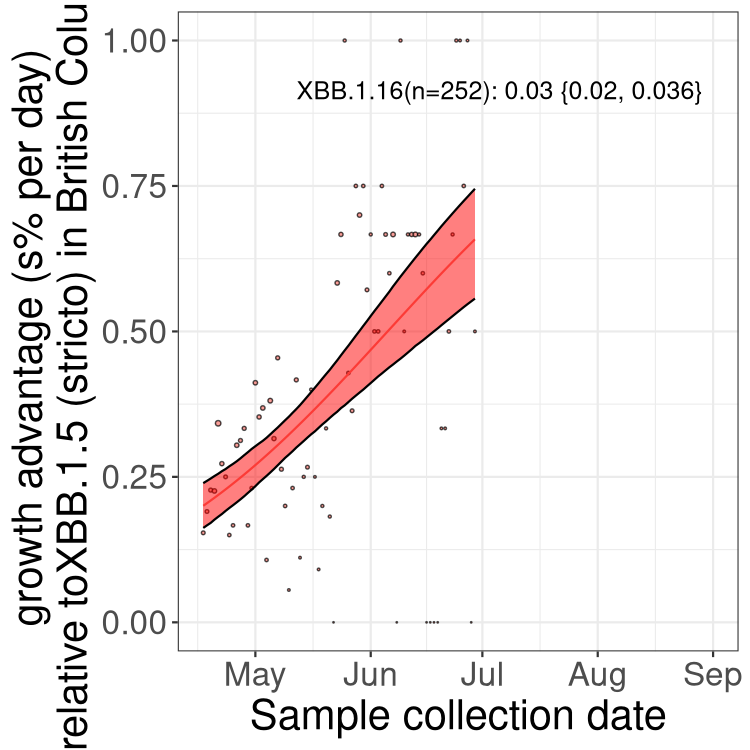 growth advantage (s% per day)
relative toXBB.1.5 (stricto) in British Colu
1.00
0.75
0.50
0.25
0.00
XBB.1.16(n=252): 0.03 {0.02, 0.036}
May Jun Jul Aug Sep
Sample collection date